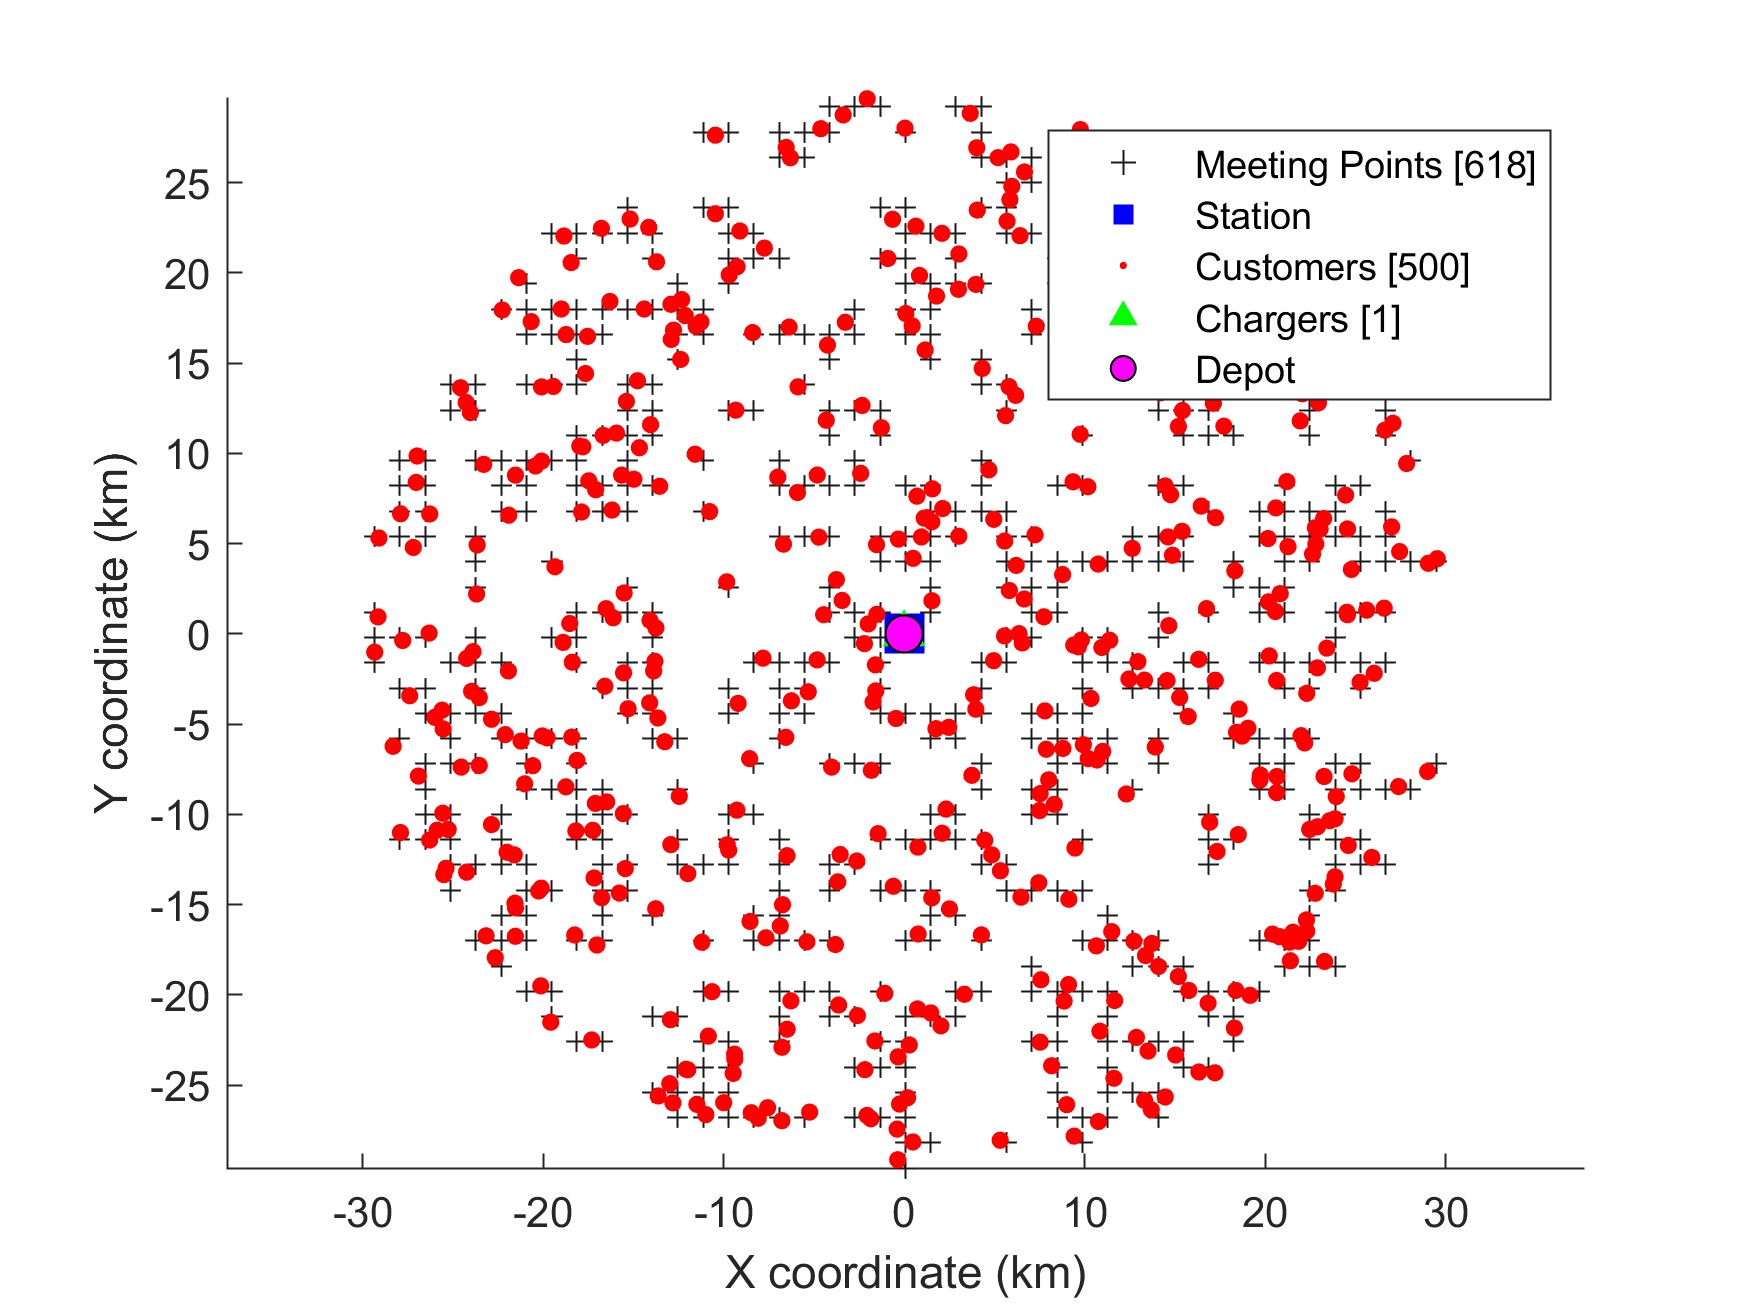 25
20
15
10
5
0
-5
-10
-15
-20
-25
Y coordinate (km)
Meeting Points [618]
Station
Customers [500]
Chargers [1]
Depot
-30 -20 -10 0 10 20 30
X coordinate (km)